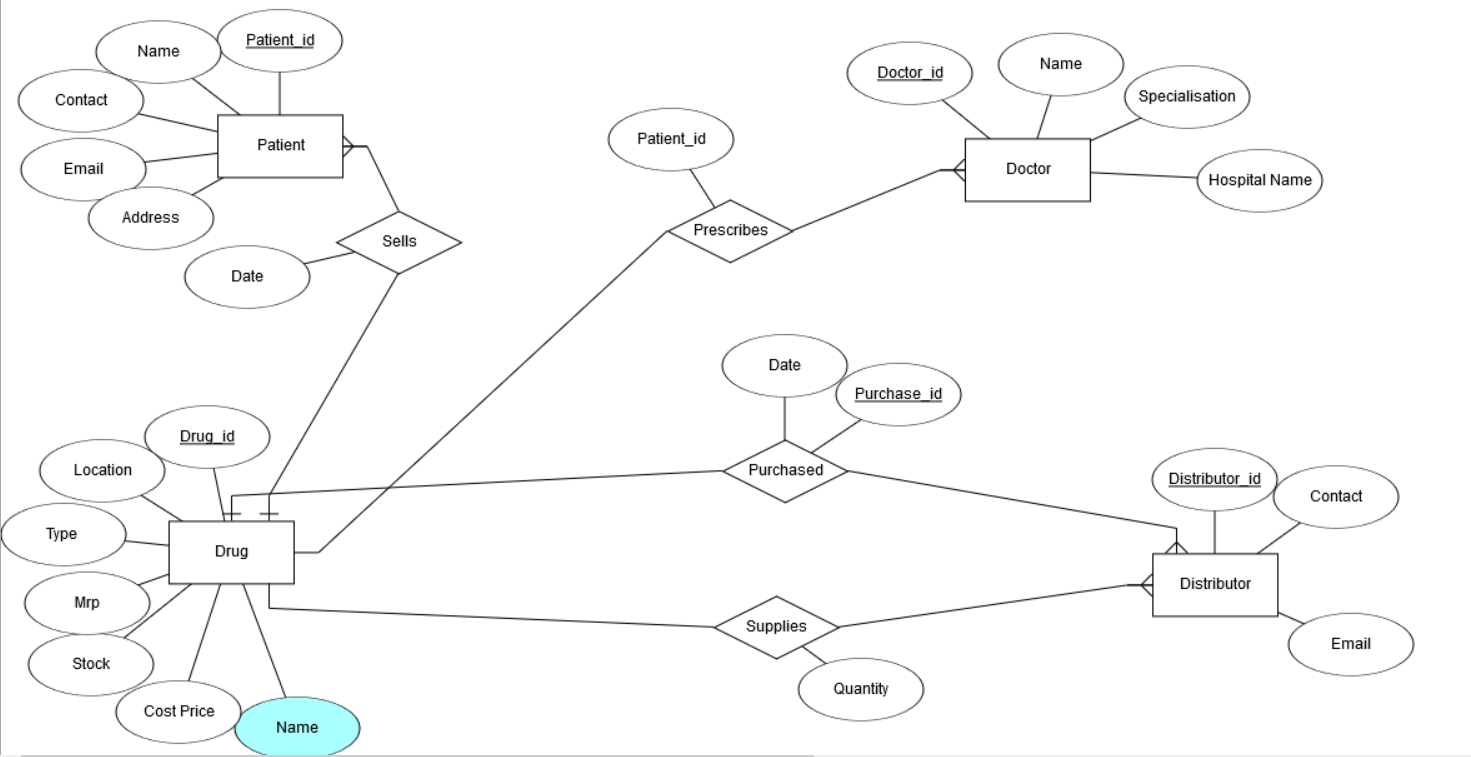 Patient_id
Name
Contact
Email
Address
Patient
Date
Sells
Patient_id
Prescribes
Doctor_id
Name
Specialisation
Hospital Name
Doctor
Date
Purchase_id
Purchased
Drug_id
Location
Type
Mrp
Stock
Cost Price
Name
Drug
Supplies
Quantity
Distributor_id
Contact
Distributor
Email